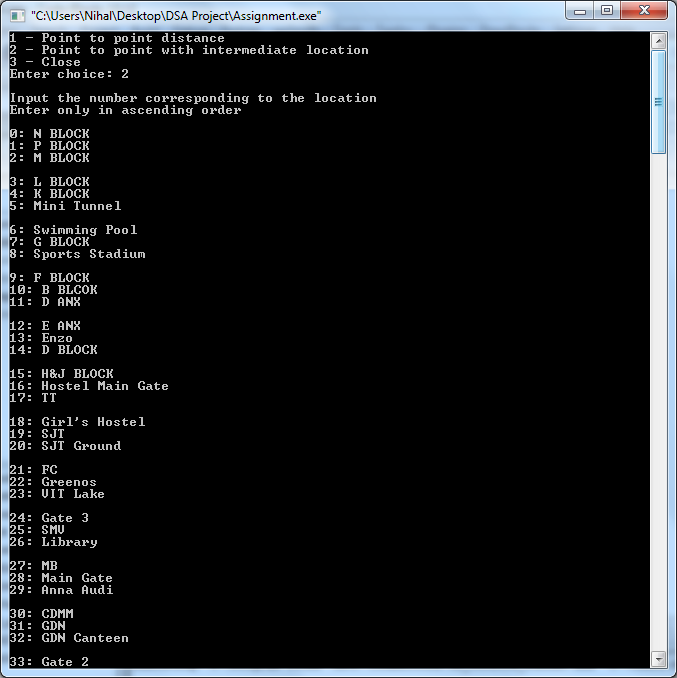 "C:\Users\Nihal\Desktop\DSA Project\Assignment.exe"
1 - Point to point distance
2 - Point to point with intermediate location
3 - Close
Enter choice: 2
Input the number corresponding to the location
Enter only in ascending order
0: N BLOCK
1: P BLOCK
2: M BLOCK
3: L BLOCK
4: K BLOCK
5: Mini Tunnel
6: Swimming Pool
7: G BLOCK
8: Sports Stadium
9: F BLOCK
10: B BLCOK
11: D ANX
12: E ANX
13: Enzo
14: D BLOCK
15: H&J BLOCK
16: Hostel Main Gate
17: TT
18: Girl's Hostel
19: SJT
20: SJT Ground
21: FC
22: Greenos
23: VIT Lake
24: Gate 3
25: SMV
26: Library
27: MB
28: Main Gate
29: Anna Audi
30: CDMM
31: GDN
32: GDN Canteen
33: Gate 2